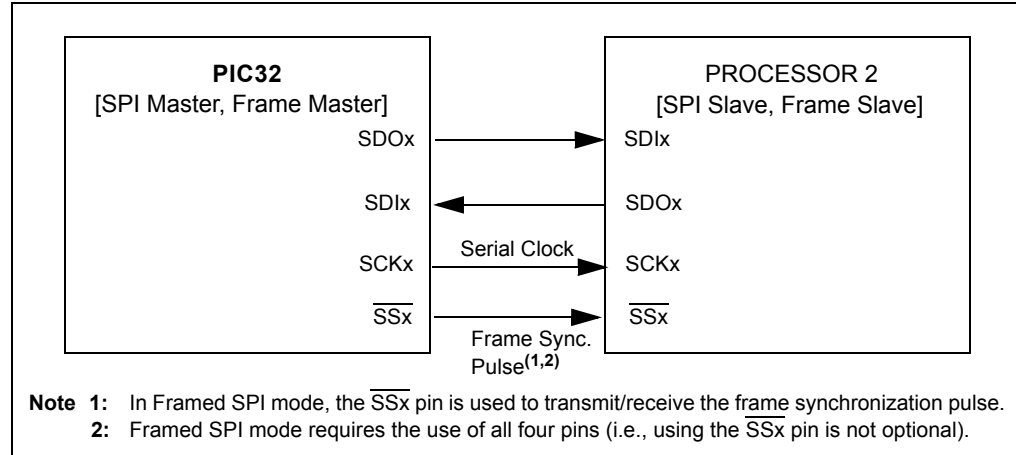 PIC32
[SPI Master, Frame Master]
PROCESSOR 2
[SPI Slave, Frame Slave]
SDOx
SDIx
SDIx
SDOx
SCKx
Serial Clock
SCKx
SSx
SSx
Frame Sync.
Pulse(1,2)
Note 1: In Framed SPI mode, the SSx pin is used to transmit/receive the frame synchronization pulse.
2: Framed SPI mode requires the use of all four pins (i.e., using the SSx pin is not optional).